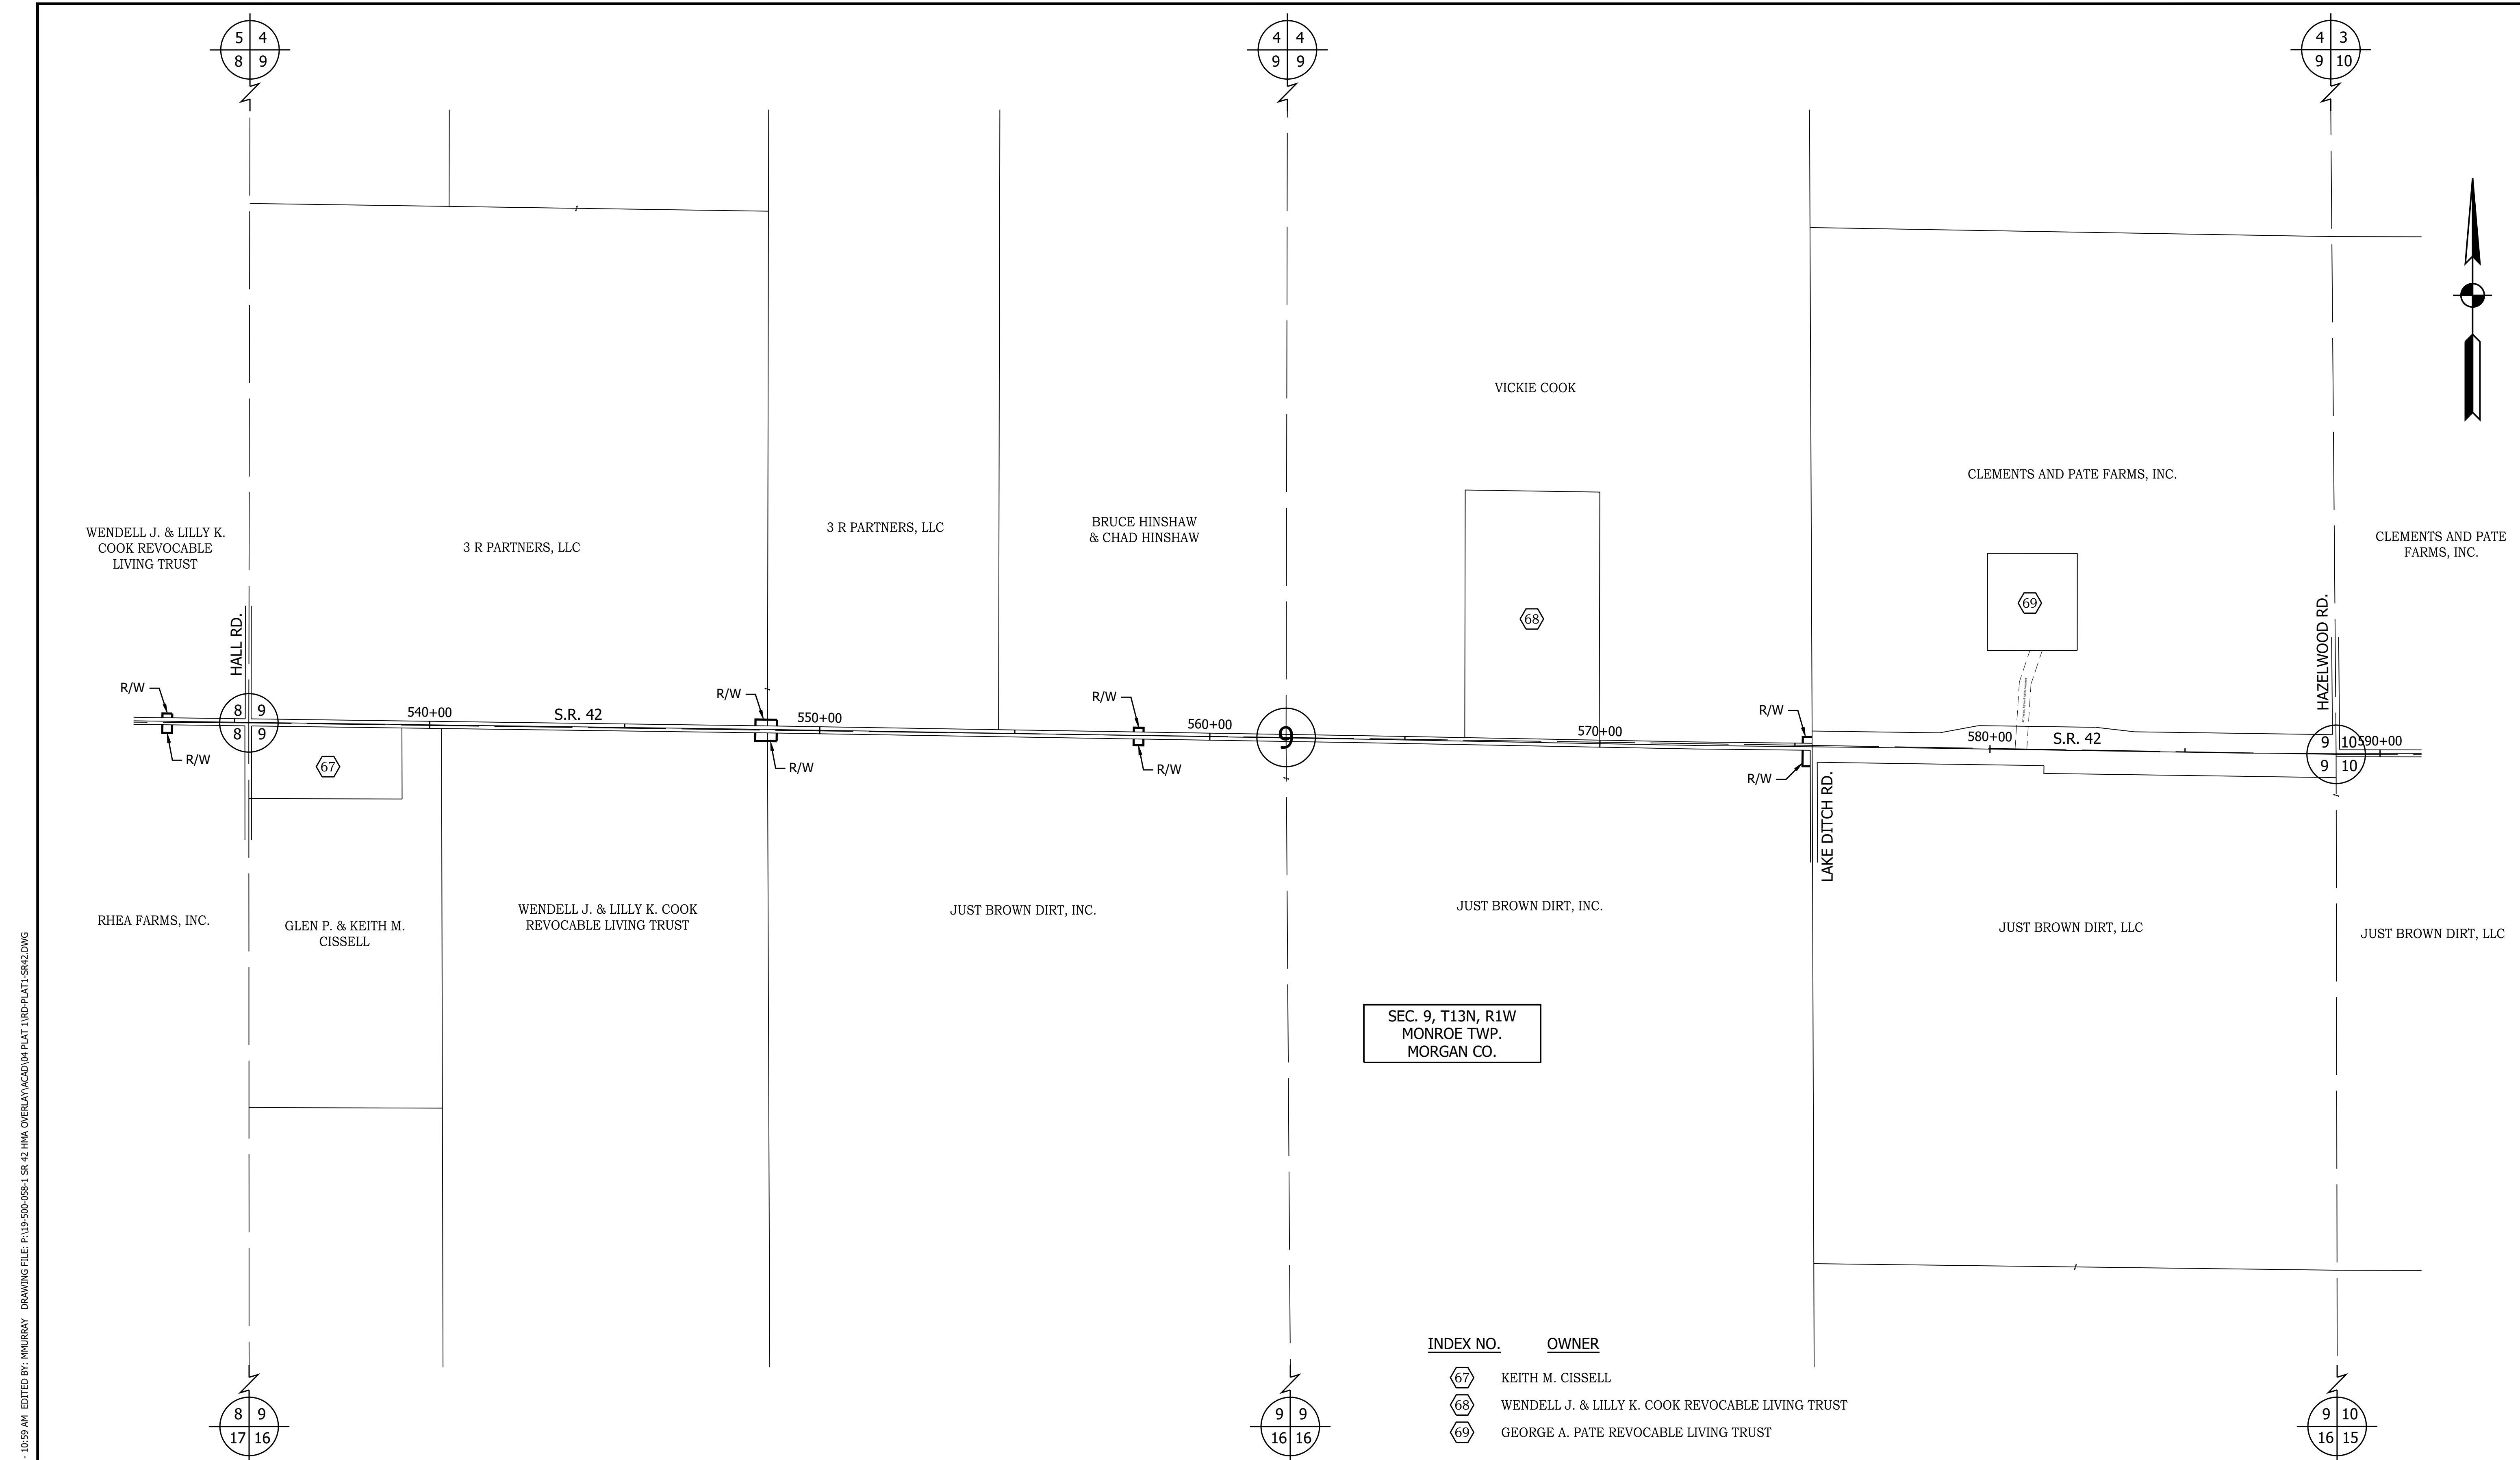 5 4
8 9
4 4
9 9
4 3
9 10
VICKIE COOK
CLEMENTS AND PATE FARMS, INC.
WENDELL J. & LILLY K.
COOK REVOCABLE
LIVING TRUST
3 R PARTNERS, LLC
3 R PARTNERS, LLC
BRUCE HINSHAW
& CHAD HINSHAW
CLEMENTS AND PATE
FARMS, INC.
68
69
HALL RD.
HAZELWOOD RD.
R/W
R/W
R/W
R/W
8 9
8 9
540+00
S.R. 42
550+00
560+00
9
570+00
580+00
S.R. 42
9 10
9 10
590+00
R/W
67
R/W
R/W
R/W
LAKE DITCH RD.
RHEA FARMS, INC.
GLEN P. & KEITH M.
CISSELL
WENDELL J. & LILLY K. COOK
REVOCABLE LIVING TRUST
JUST BROWN DIRT, INC.
JUST BROWN DIRT, INC.
JUST BROWN DIRT, LLC
JUST BROWN DIRT, LLC
SEC. 9, T13N, R1W
MONROE TWP.
MORGAN CO.
INDEX NO. OWNER
67 KEITH M. CISSELL
68 WENDELL J. & LILLY K. COOK REVOCABLE LIVING TRUST
69 GEORGE A. PATE REVOCABLE LIVING TRUST
8 9
17 16
9 9
16 16
9 10
16 15
- 10:59 AM EDITED BY: MMURRAY DRAWING FILE: P:\19-500-058-1 SR 42 HMA OVERLAY\ACAD\04 PLAT 1\RD-PLAT1-SR42.DWG